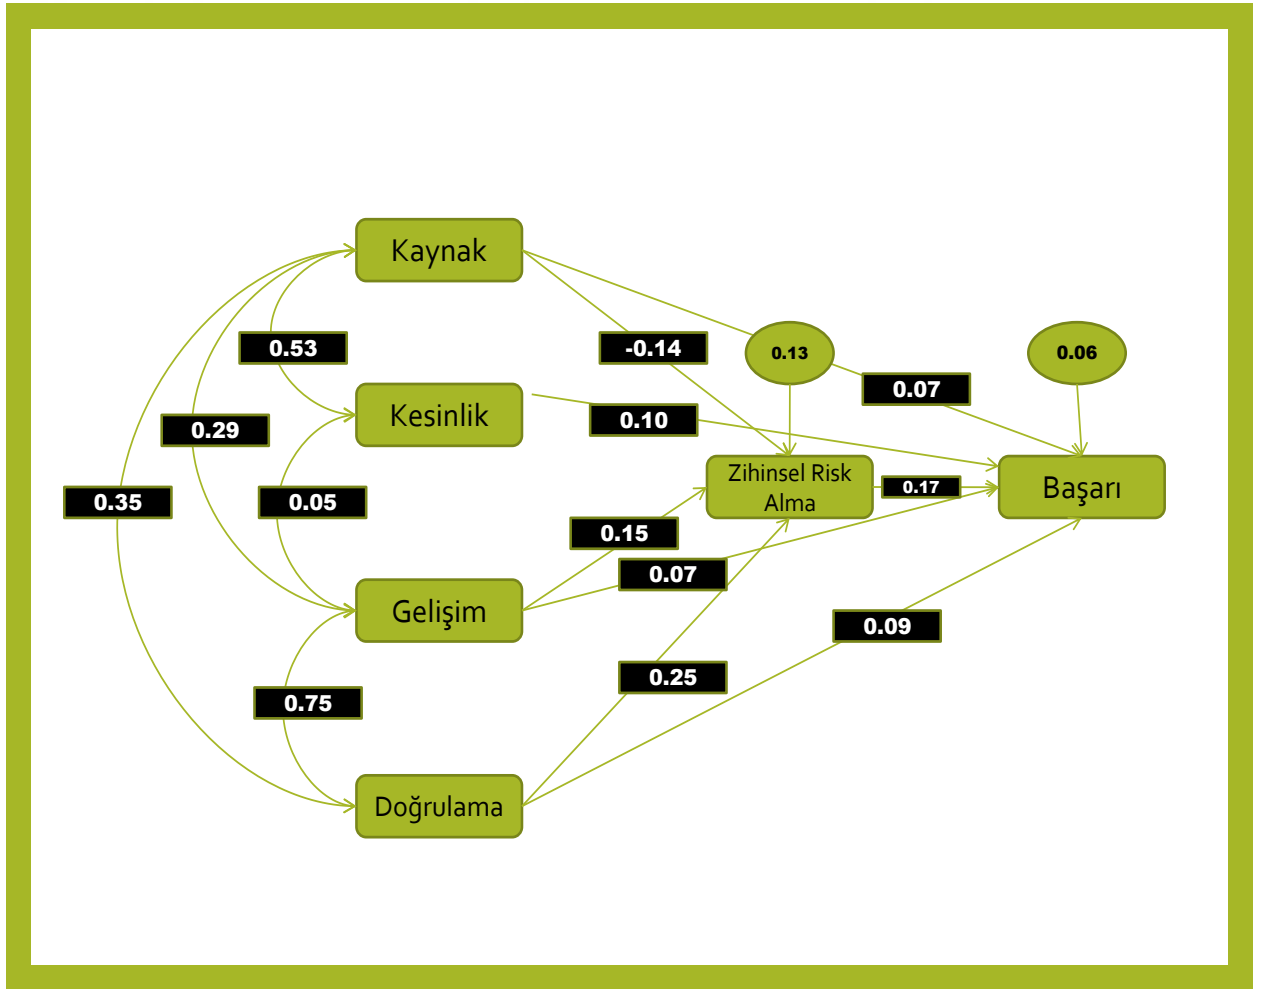 Kaynak
0.53
-0.14
0.13
0.06
0.07
Kesinlik
0.10
0.29
0.35
0.05
Zihinsel Risk
Alma
0.17
Başarı
0.15
0.07
Gelişim
0.09
0.25
0.75
Doğrulama